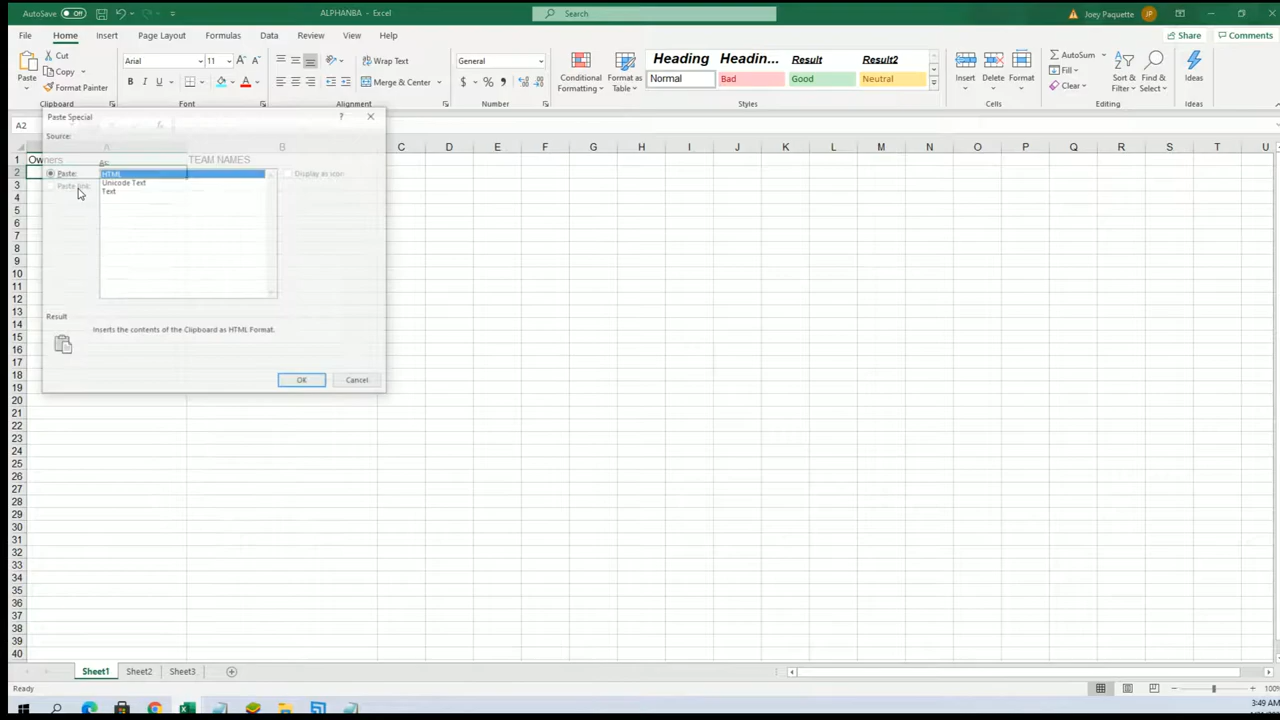 AutoSave Off ALPHANBA - Excel Search Joey Paquette JP
File Home Insert Page Layout Formulas Data Review View Help Share Comments
Paste Cut Copy Format Painter Clipboard
Arial 11 A A B I U A Font
Wrap Text Merge & Center Alignment
General $ % Number
Conditional Formatting Format as Table
Heading Headin... Result Result2
Normal Bad Good Neutral
Styles
Insert Delete Format Cells
AutoSum Fill Clear Sort & Filter Find & Select Editing
Ideas Ideas
A2
Paste Special ?
Source:
A B C D E F G H I J K L M N O P Q R S T U
1 Owners TEAM NAMES
As:
2 Paste: HTML Display as icon
Unicode Text
3 Paste link: Text
4
5
6
7
8
9
10
11
12
13
Result
14 Inserts the contents of the Clipboard as HTML Format.
15
16
17
18 OK Cancel
19
20
21
22
23
24
25
26
27
28
29
30
31
32
33
34
35
36
37
38
39
40
Sheet1 Sheet2 Sheet3
Ready 100%
3:49 AM